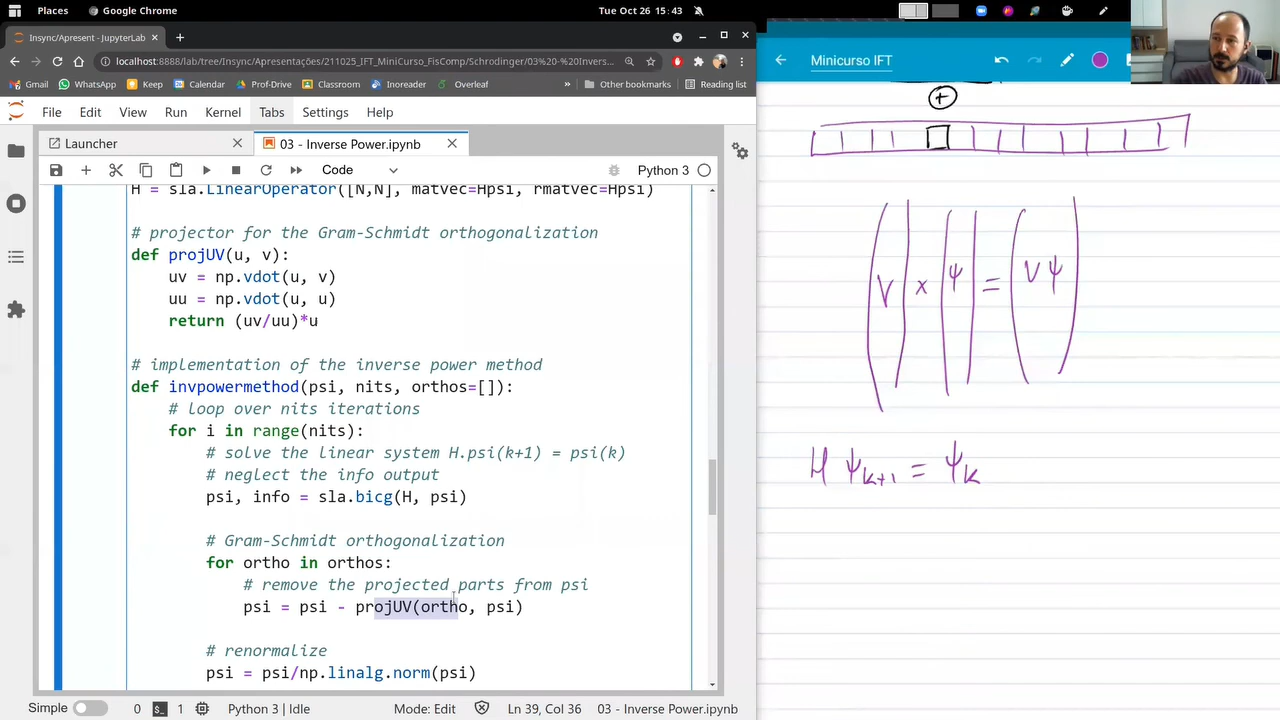 Places
Google Chrome
Tue Oct 26 15:43
Insync/Apresent - JupyterLab
localhost:8888/lab/tree/Insync/Apresentações/211025_IFT_MiniCurso_FisComp/Schrodinger/03%20-%20Invers…
Gmail WhatsApp Keep Calendar Prof-Drive Classroom Inoreader Overleaf Other bookmarks Reading list
File Edit View Run Kernel Tabs Settings Help
Launcher
03 - Inverse Power.ipynb
Code
Python 3
H = sla.LinearOperator([N,N], matvec=Hpsi, rmatvec=Hpsi)
# projector for the Gram-Schmidt orthogonalization
def projUV(u, v):
uv = np.vdot(u, v)
uu = np.vdot(u, u)
return (uv/uu)*u
# implementation of the inverse power method
def invpowermethod(psi, nits, orthos=[]):
# loop over nits iterations
for i in range(nits):
# solve the linear system H.psi(k+1) = psi(k)
# neglect the info output
psi, info = sla.bicg(H, psi)
# Gram-Schmidt orthogonalization
for ortho in orthos:
# remove the projected parts from psi
psi = psi - projUV(ortho, psi)
# renormalize
psi = psi/np.linalg.norm(psi)
Simple 0 1 Python 3 | Idle Mode: Edit Ln 39, Col 36 03 - Inverse Power.ipynb
Minicurso IFT
+
V × ψ = Vψ
H ψk+1 = ψk